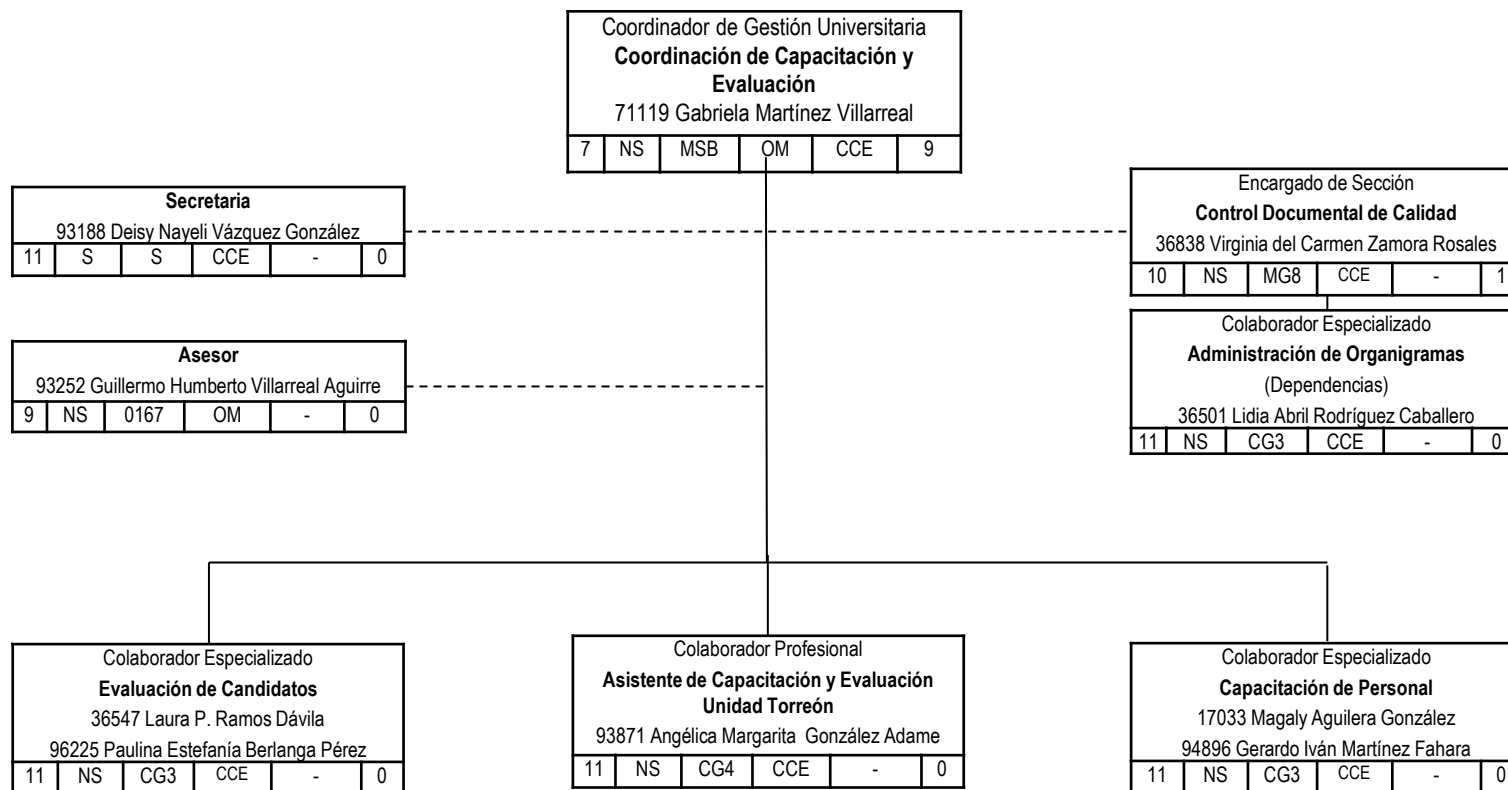 Coordinador de Gestión Universitaria
Coordinación de Capacitación y
Evaluación
71119 Gabriela Martínez Villarreal
7 NS MSB OM CCE 9
Secretaria
93188 Deisy Nayeli Vázquez González
11 S S CCE - 0
Encargado de Sección
Control Documental de Calidad
36838 Virginia del Carmen Zamora Rosales
10 NS MG8 CCE - 1
Asesor
93252 Guillermo Humberto Villarreal Aguirre
9 NS 0167 OM - 0
Colaborador Especializado
Administración de Organigramas
(Dependencias)
36501 Lidia Abril Rodríguez Caballero
11 NS CG3 CCE - 0
Colaborador Especializado
Evaluación de Candidatos
36547 Laura P. Ramos Dávila
96225 Paulina Estefanía Berlanga Pérez
11 NS CG3 CCE - 0
Colaborador Profesional
Asistente de Capacitación y Evaluación
Unidad Torreón
93871 Angélica Margarita González Adame
11 NS CG4 CCE - 0
Colaborador Especializado
Capacitación de Personal
17033 Magaly Aguilera González
94896 Gerardo Iván Martínez Fahara
11 NS CG3 CCE - 0